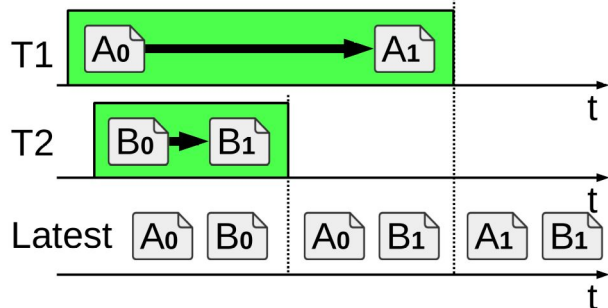 T1 A0 A1
t
T2 B0 B1
t
Latest A0 B0 A0 B1 A1 B1
t